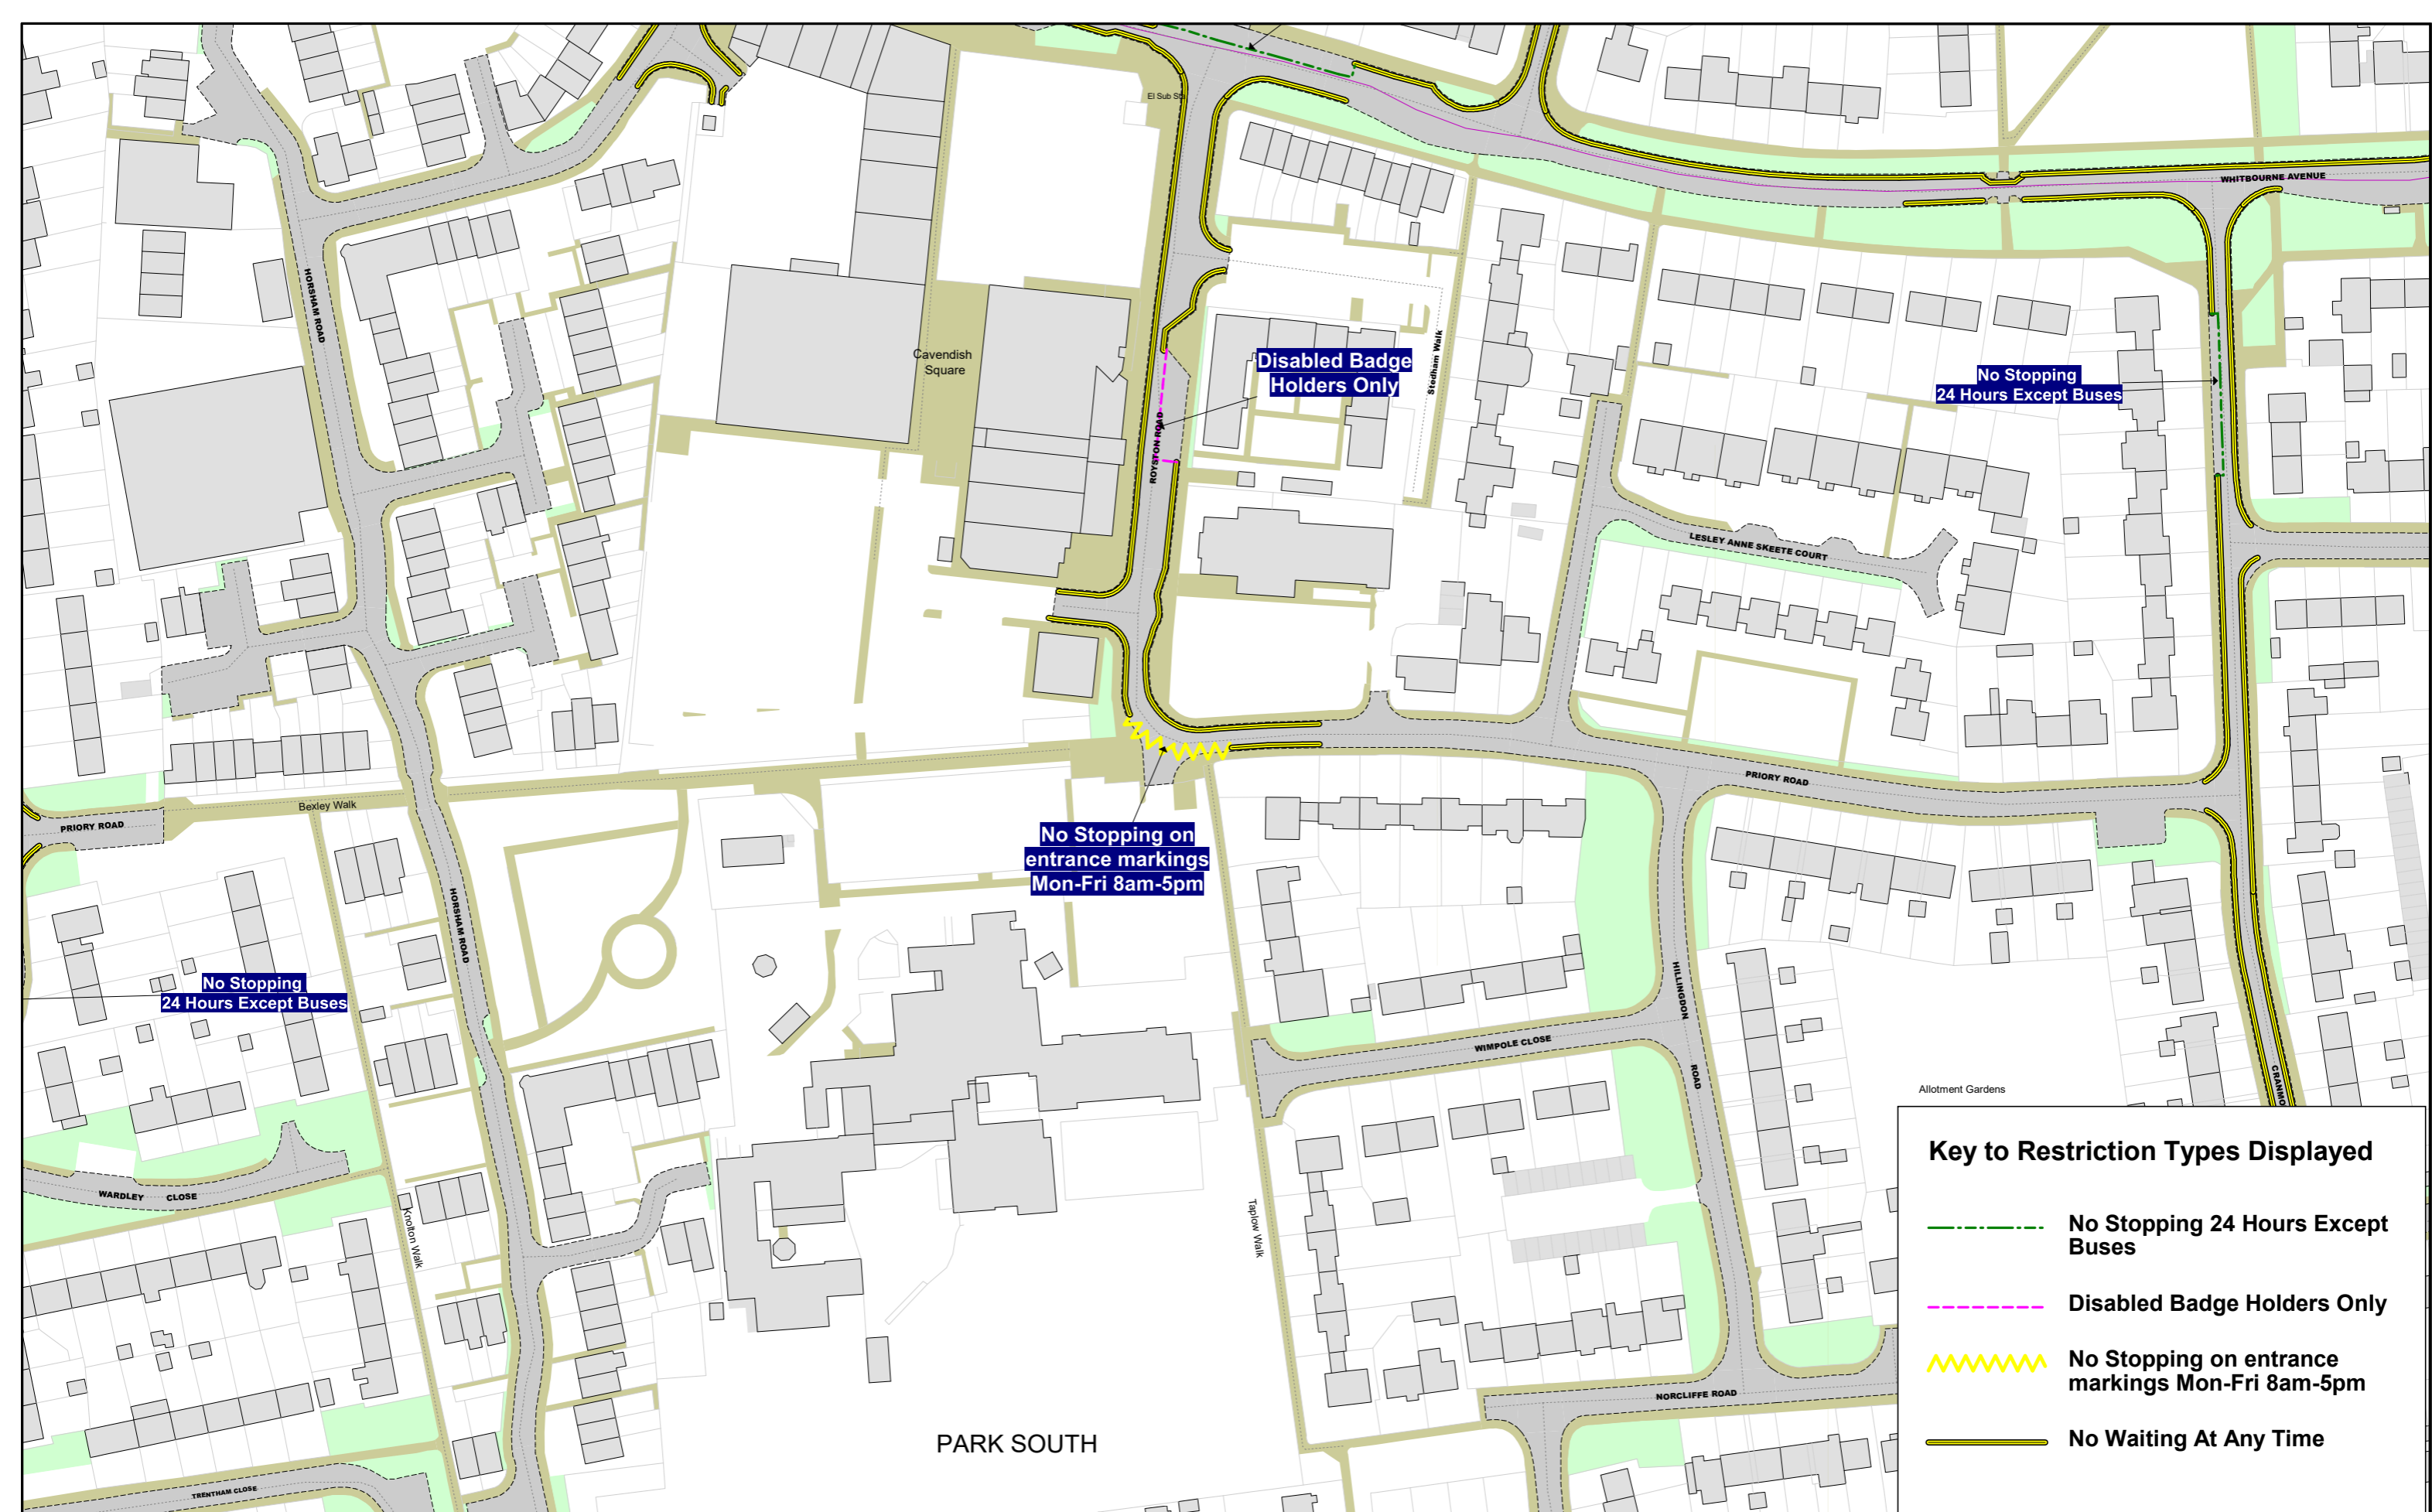 El Sub Sta
WHITBOURNE AVENUE
HORSHAM ROAD
Cavendish
Square
Disabled Badge
Holders Only
Stedham Walk
No Stopping
24 Hours Except Buses
ROYSTON ROAD
LESLEY ANNE SKEETE COURT
PRIORY ROAD
Bexley Walk
PRIORY ROAD
No Stopping on
entrance markings
Mon-Fri 8am-5pm
HORSHAM ROAD
No Stopping
24 Hours Except Buses
HILLINGDON
ROAD
WIMPOLE CLOSE
Allotment Gardens
WARDLEY CLOSE
Knolton Walk
Taplow Walk
NORCLIFFE ROAD
PARK SOUTH
TRENTHAM CLOSE
Key to Restriction Types Displayed
No Stopping 24 Hours Except
Buses
Disabled Badge Holders Only
No Stopping on entrance
markings Mon-Fri 8am-5pm
No Waiting At Any Time